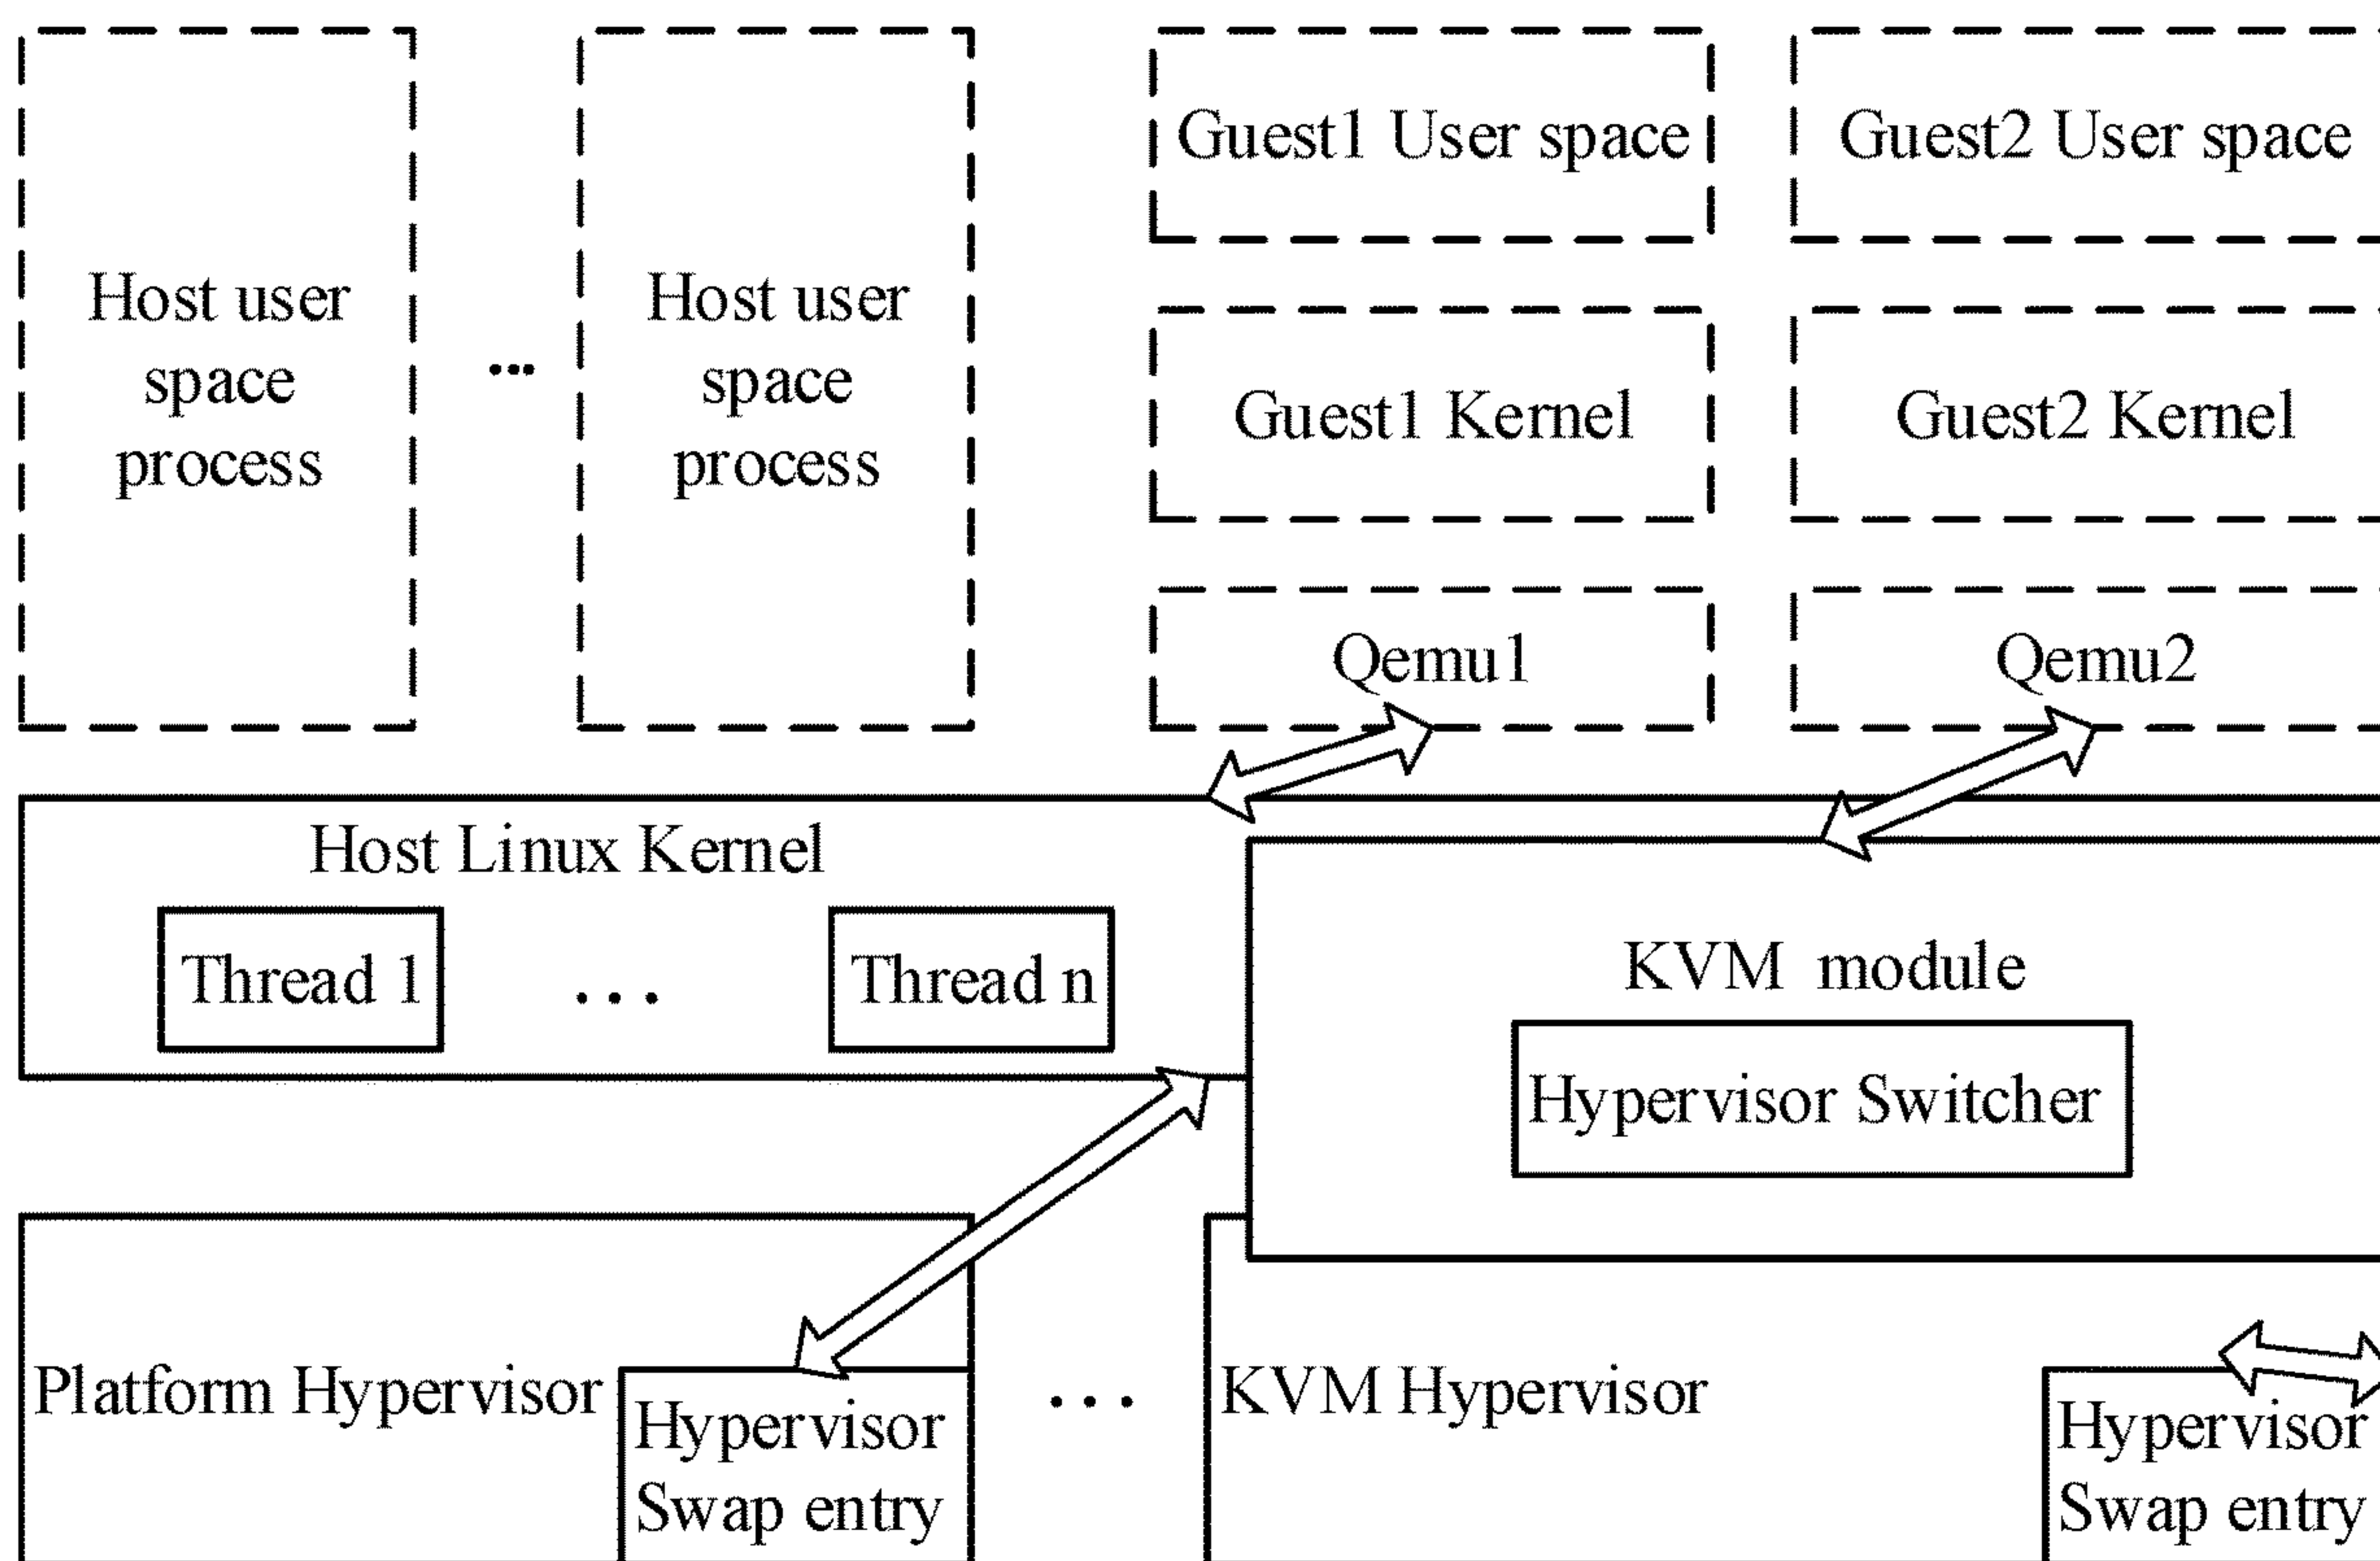 Guest1 User space
Guest2 User space
Host user
space
process
...
Host user
space
process
Guest1 Kernel
Guest2 Kernel
Qemu1
Qemu2
Host Linux Kernel
Thread 1
...
Thread n
KVM module
Hypervisor Switcher
Platform Hypervisor
Hypervisor
Swap entry
...
KVM Hypervisor
Hypervisor
Swap entry